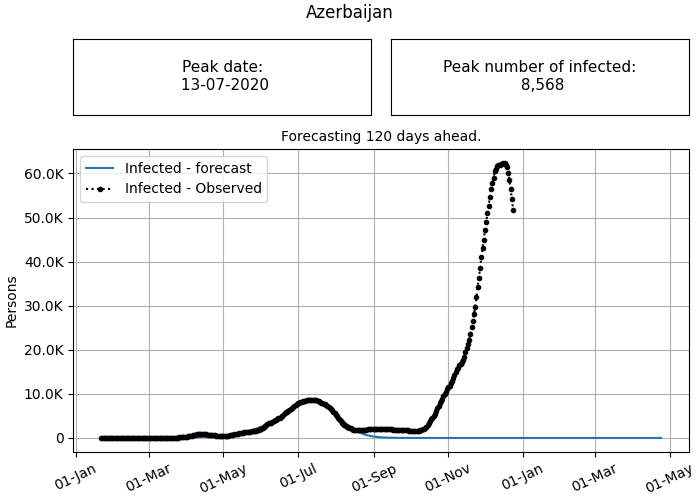 Azerbaijan
Peak date:
13-07-2020
Peak number of infected:
8,568
Forecasting 120 days ahead.
Infected - forecast
Infected - Observed
60.0K
50.0K
40.0K
30.0K
20.0K
10.0K
0
Persons
01-Jan
01-Mar
01-May
01-Jul
01-Sep
01-Nov
01-Jan
01-Mar
01-May